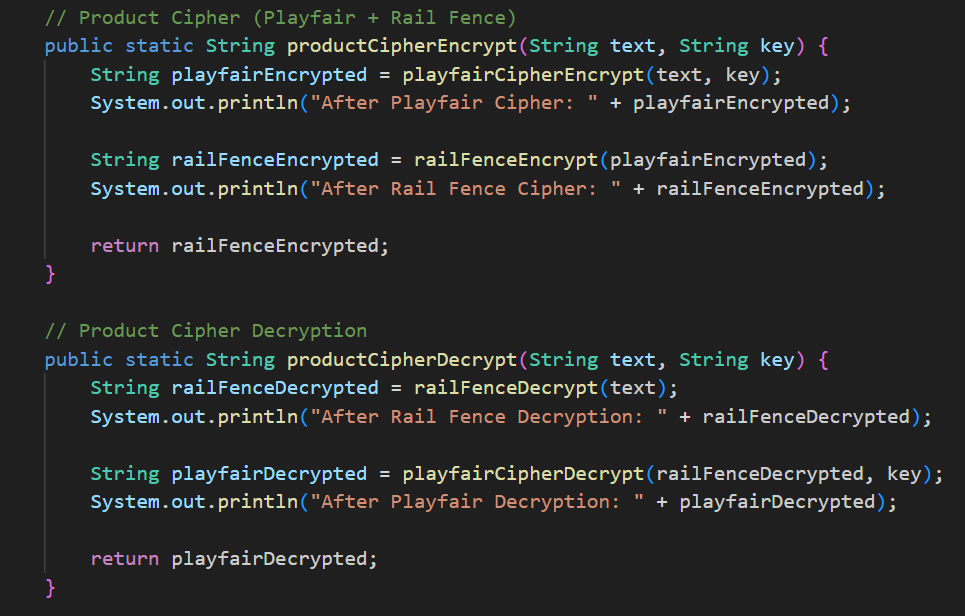 // Product Cipher (Playfair + Rail Fence)
public static String productCipherEncrypt(String text, String key) {
    String playfairEncrypted = playfairCipherEncrypt(text, key);
    System.out.println("After Playfair Cipher: " + playfairEncrypted);

    String railFenceEncrypted = railFenceEncrypt(playfairEncrypted);
    System.out.println("After Rail Fence Cipher: " + railFenceEncrypted);

    return railFenceEncrypted;
}

// Product Cipher Decryption
public static String productCipherDecrypt(String text, String key) {
    String railFenceDecrypted = railFenceDecrypt(text);
    System.out.println("After Rail Fence Decryption: " + railFenceDecrypted);

    String playfairDecrypted = playfairCipherDecrypt(railFenceDecrypted, key);
    System.out.println("After Playfair Decryption: " + playfairDecrypted);

    return playfairDecrypted;
}